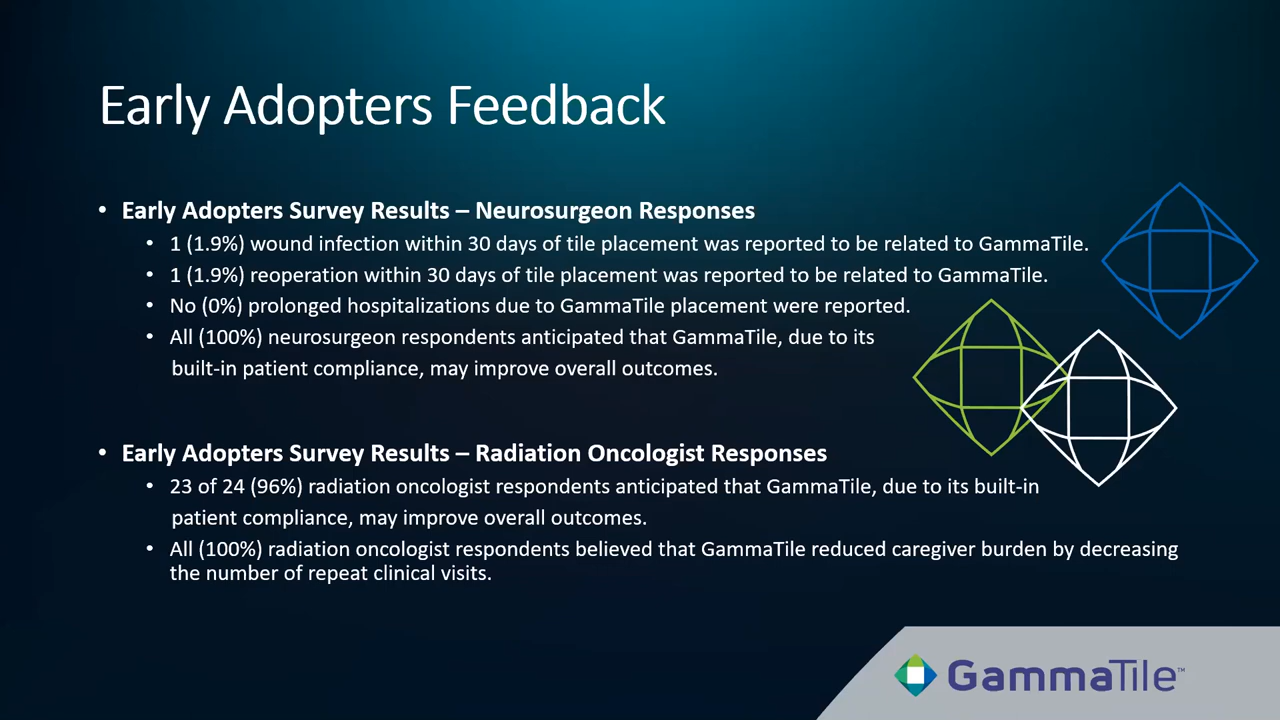 Early Adopters Feedback
• Early Adopters Survey Results – Neurosurgeon Responses
• 1 (1.9%) wound infection within 30 days of tile placement was reported to be related to GammaTile.
• 1 (1.9%) reoperation within 30 days of tile placement was reported to be related to GammaTile.
• No (0%) prolonged hospitalizations due to GammaTile placement were reported.
• All (100%) neurosurgeon respondents anticipated that GammaTile, due to its
built-in patient compliance, may improve overall outcomes.
• Early Adopters Survey Results – Radiation Oncologist Responses
• 23 of 24 (96%) radiation oncologist respondents anticipated that GammaTile, due to its built-in
patient compliance, may improve overall outcomes.
• All (100%) radiation oncologist respondents believed that GammaTile reduced caregiver burden by decreasing
the number of repeat clinical visits.
GammaTile™